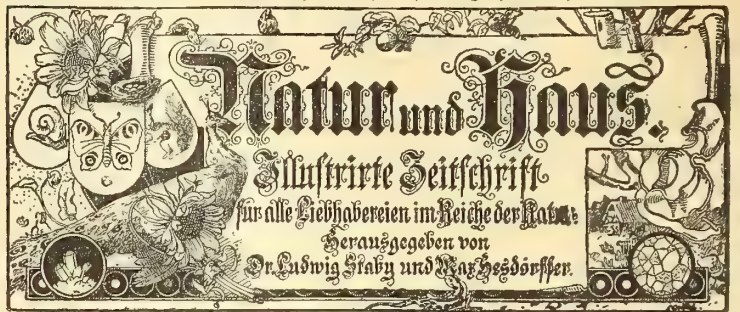 Natur und Haus.
Illustrirte Zeitschrift
für alle Liebhabereien im Reiche der Natur
Herausgegeben von
Dr. Ludwig Staby und Max Hesdörffer.